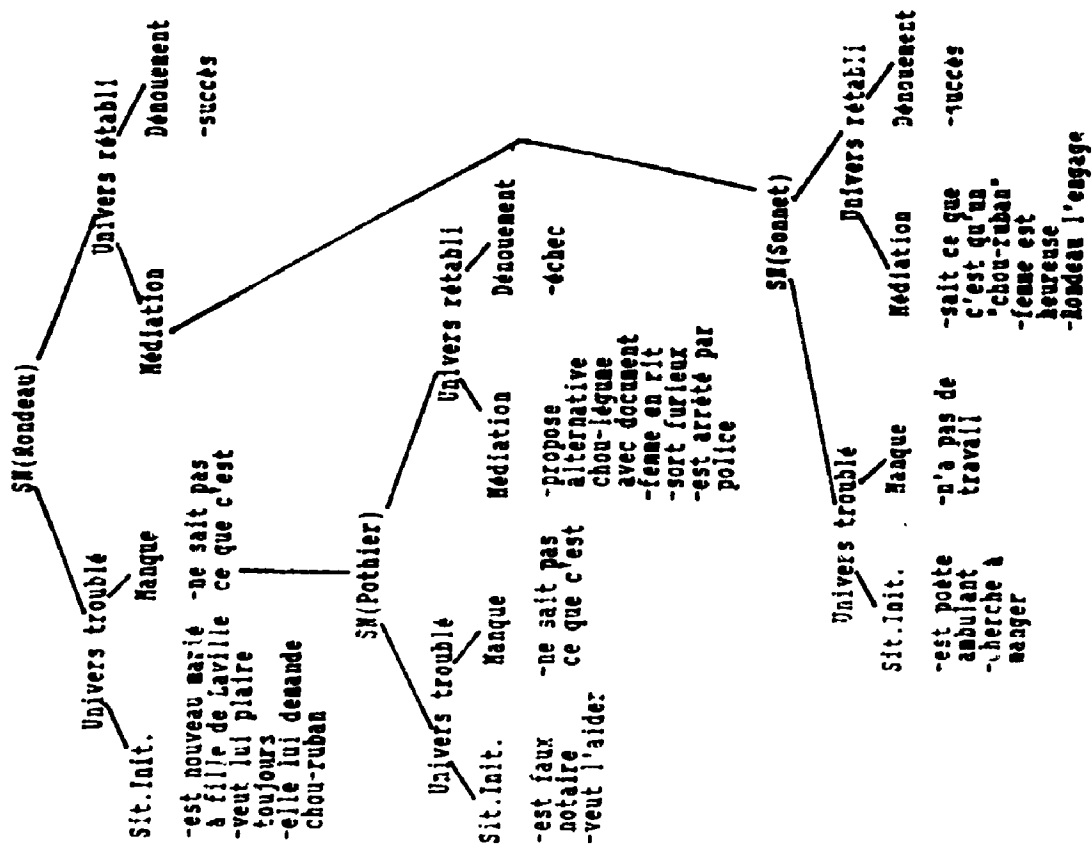 SN(Rondeau)
Univers troublé
Univers rétabli
Sit.Init.
Manque
Médiation
Dénouement
-est nouveau marié
à fille de Laville
-veut lui plaire
toujours
-elle lui demande
chou-ruban
-ne sait pas
ce que c'est
-succès
SN(Pothier)
Univers troublé
Univers rétabli
Sit.Init.
Manque
Médiation
Dénouement
-est faux
notaire
-veut l'aider
-ne sait pas
ce que c'est
-propose
alternative
chou-légume
avec document
-femme en rit
-sort furieux
-est arrêté par
police
-échec
SN(Sonnet)
Univers troublé
Univers rétabli
Sit.Init.
Manque
Médiation
Dénouement
-est poète
ambulant
-cherche à
manger
-n'a pas de
travail
-sait ce que
c'est qu'un
"chou-ruban"
-femme est
heureuse
-Rondeau l'engage
-succès